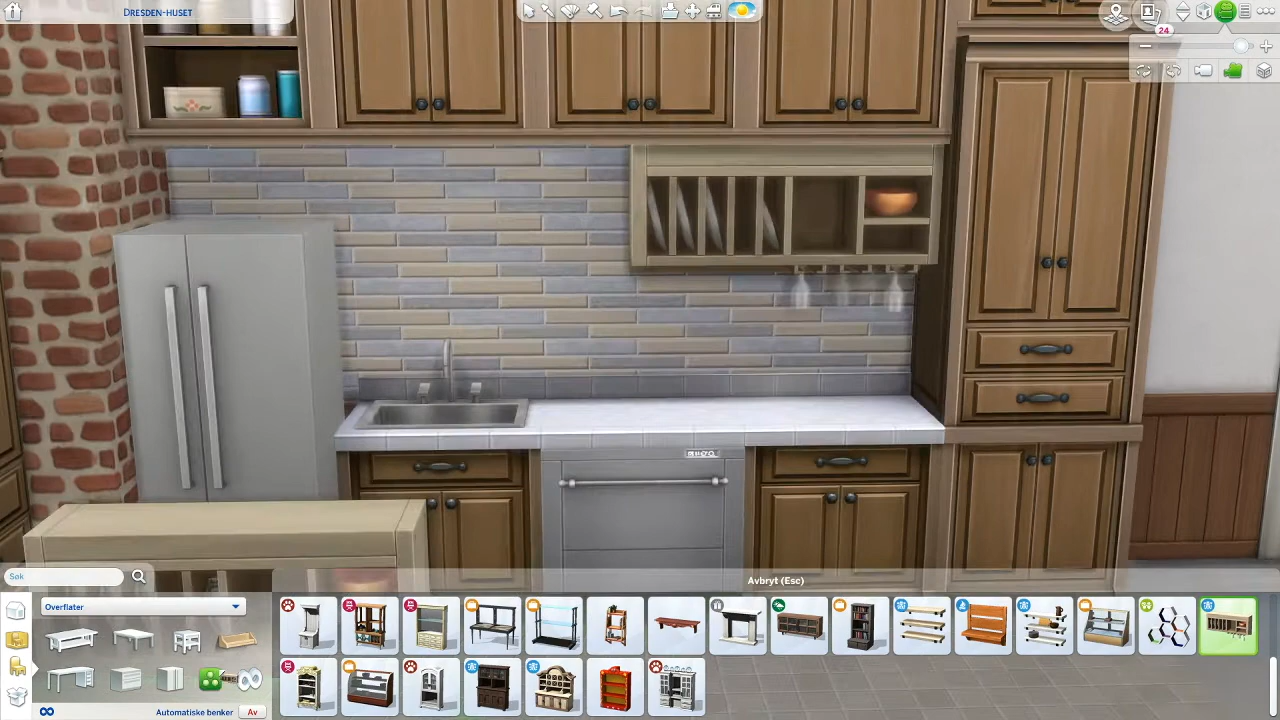 DRESDEN-HUSET
24
Avbryt (Esc)
Søk
Overflater
Automatiske benker
Av